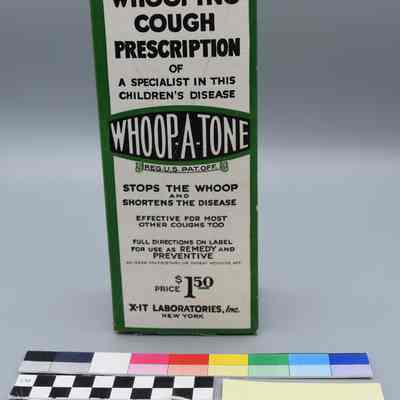 WHOOPING
COUGH
PRESCRIPTION
OF
A SPECIALIST IN THIS
CHILDREN'S DISEASE
WHOOP-A-TONE
REG. U.S. PAT. OFF.
STOPS THE WHOOP
AND
SHORTENS THE DISEASE
EFFECTIVE FOR MOST
OTHER COUGHS TOO
FULL DIRECTIONS ON LABEL
FOR USE AS REMEDY AND
PREVENTIVE
PRICE $1.50
X-IT LABORATORIES, Inc.
NEW YORK